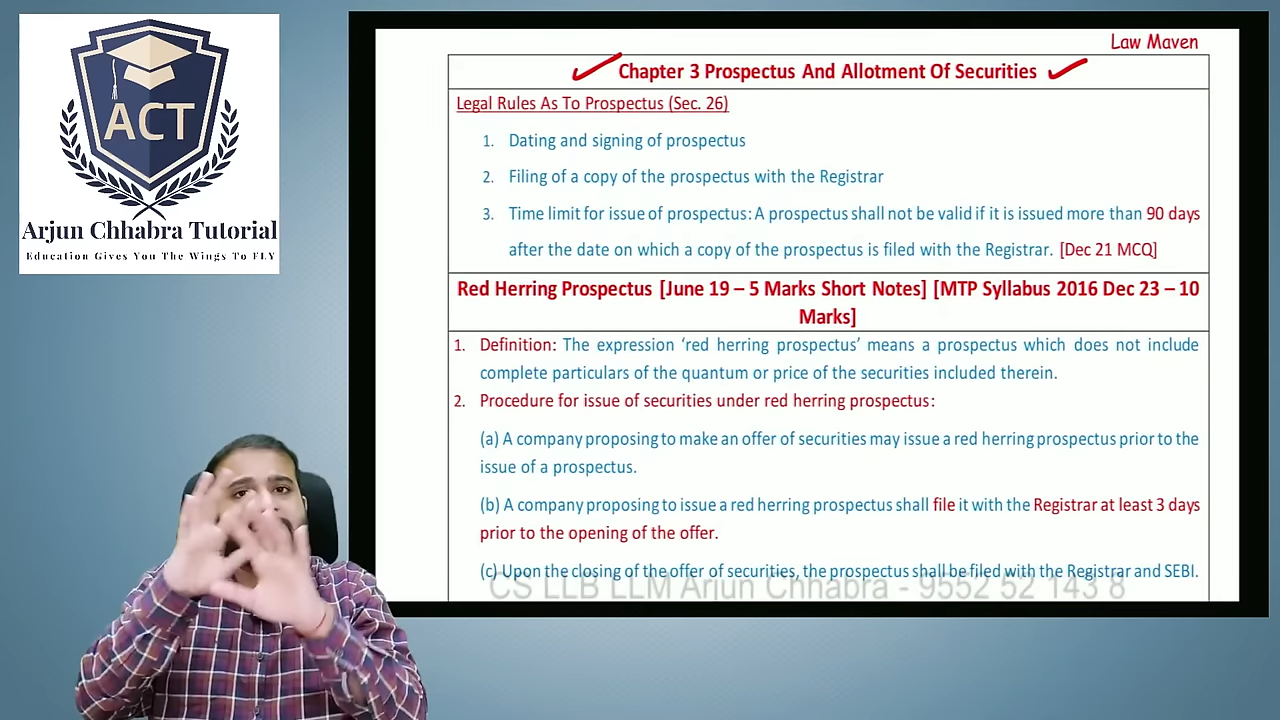 ACT
Arjun Chhabra Tutorial
Education Gives You The Wings To FLY
Law Maven
Chapter 3 Prospectus And Allotment Of Securities
Legal Rules As To Prospectus (Sec. 26)
1. Dating and signing of prospectus
2. Filing of a copy of the prospectus with the Registrar
3. Time limit for issue of prospectus: A prospectus shall not be valid if it is issued more than 90 days
after the date on which a copy of the prospectus is filed with the Registrar. [Dec 21 MCQ]
Red Herring Prospectus [June 19 – 5 Marks Short Notes] [MTP Syllabus 2016 Dec 23 – 10
Marks]
1. Definition: The expression ‘red herring prospectus’ means a prospectus which does not include
complete particulars of the quantum or price of the securities included therein.
2. Procedure for issue of securities under red herring prospectus:
(a) A company proposing to make an offer of securities may issue a red herring prospectus prior to the
issue of a prospectus.
(b) A company proposing to issue a red herring prospectus shall file it with the Registrar at least 3 days
prior to the opening of the offer.
(c) Upon the closing of the offer of securities, the prospectus shall be filed with the Registrar and SEBI.
CS LLB LLM Arjun Chhabra - 9552 52 143 8